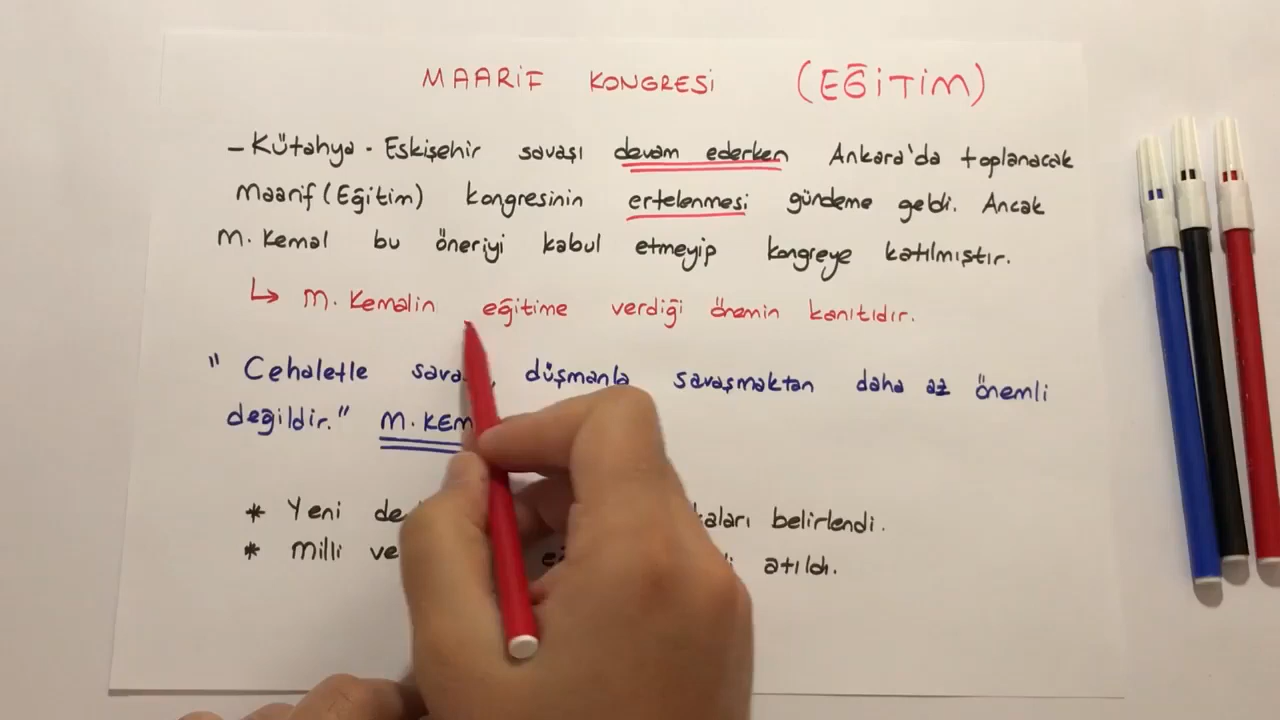 MAARİF KONGRESİ (EĞİTİM)
- Kütahya - Eskişehir savaşı devam ederken Ankara'da toplanacak
Maarif (Eğitim) kongresinin ertelenmesi gündeme geldi. Ancak
M. Kemal bu öneriyi kabul etmeyip kongreye katılmıştır.
↳ M. Kemalin eğitime verdiği önemin kanıtıdır.
" Cehaletle düşmanla savaşmaktan daha az önemli
değildir." M. KEM
* Yeni belirlendi.
* Milli ve atıldı.